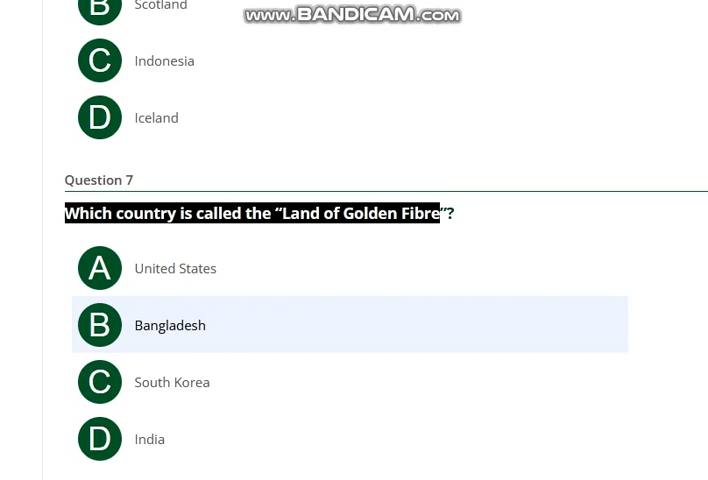 www.BANDICAM.com
B Scotland
C Indonesia
D Iceland
Question 7
Which country is called the “Land of Golden Fibre”?
A United States
B Bangladesh
C South Korea
D India